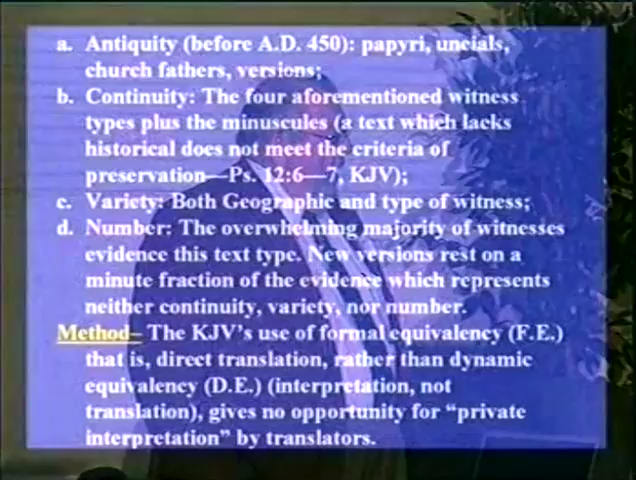 a. Antiquity (before A.D. 450): papyri, uncials,
church fathers, versions;
b. Continuity: The four aforementioned witness
types plus the minuscules (a text which lacks
historical does not meet the criteria of
preservation—Ps. 12:6—7, KJV);
c. Variety: Both Geographic and type of witness;
d. Number: The overwhelming majority of witnesses
evidence this text type. New versions rest on a
minute fraction of the evidence which represents
neither continuity, variety, nor number.
Method– The KJV's use of formal equivalency (F.E.)
that is, direct translation, rather than dynamic
equivalency (D.E.) (interpretation, not
translation), gives no opportunity for “private
interpretation” by translators.